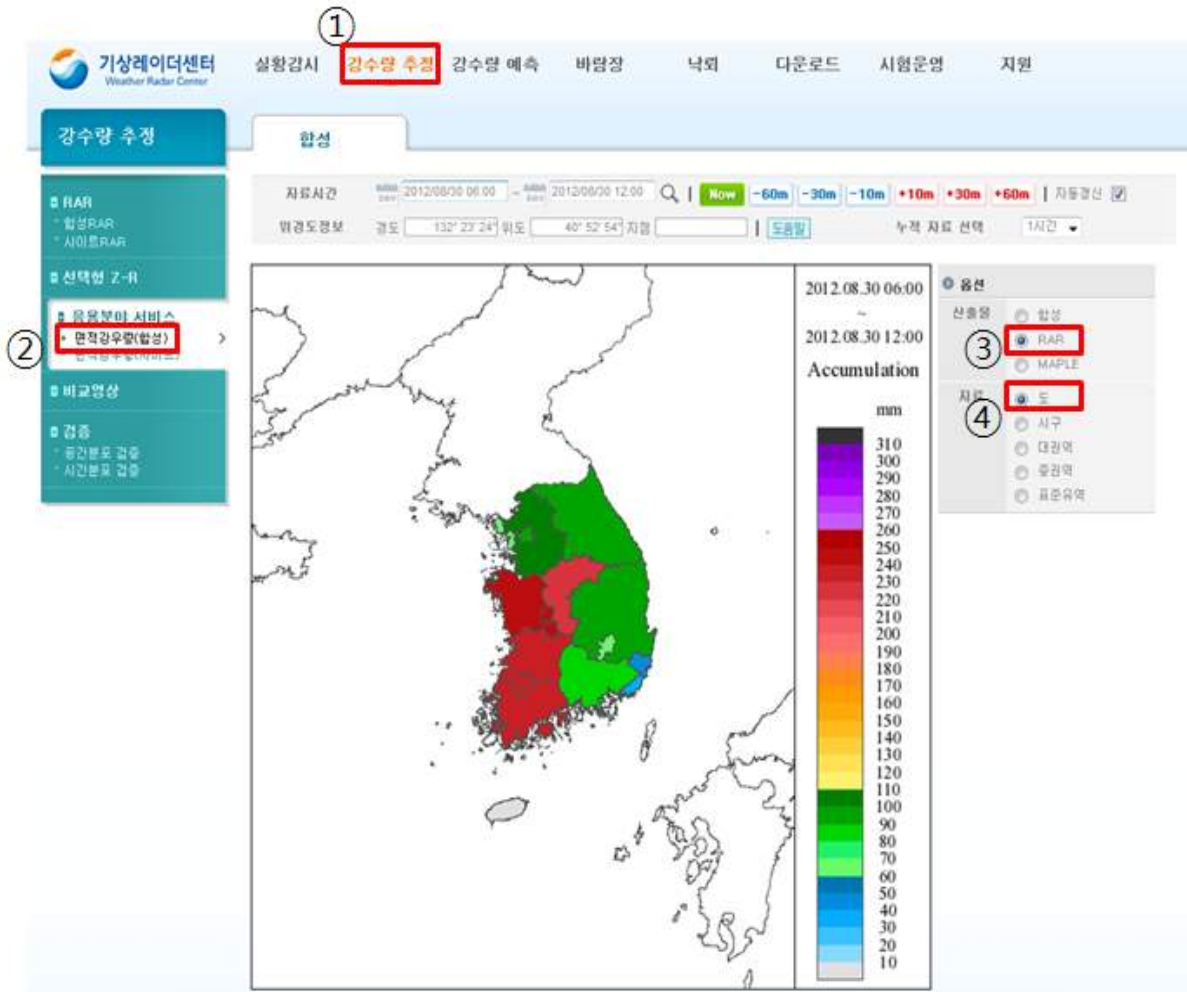 ①
기상레이더센터
Weather Radar Center
실황감시 강수량 추정 강수량 예측 바람장 낙뢰 다운로드 시험운영 지원
강수량 추정
합성
자료시간 2012/08/30 06:00 ~ 2012/08/30 12:00 | Now -60m -30m -10m +10m +30m +60m | 자동갱신
위경도정보 경도 132° 23' 24" 위도 40° 52' 54" 지점 | 도움말 누적 자료 선택 1시간
RAR
합성RAR
사이트RAR
선택형 Z-R
응용분야 서비스
② 면적강우량(합성) >
비교영상
검증
공간분포 검증
시간분포 검증
2012.08.30 06:00
~
2012.08.30 12:00
Accumulation
mm
310
300
290
280
270
260
250
240
230
220
210
200
190
180
170
160
150
140
130
120
110
100
90
80
70
60
50
40
30
20
10
옵션
산출물 합성
③ RAR
MAPLE
자료 ④ 도
시구
대권역
중권역
표준유역